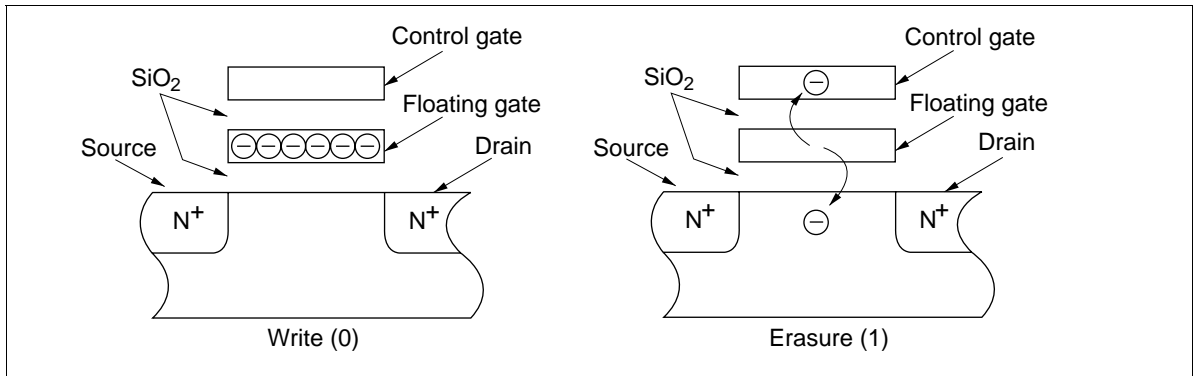 Control gate
SiO₂
Floating gate
Source
Drain
N⁺
N⁺
−
−
−
−
−
−
Write (0)
Control gate
−
SiO₂
Floating gate
Source
Drain
N⁺
N⁺
−
Erasure (1)